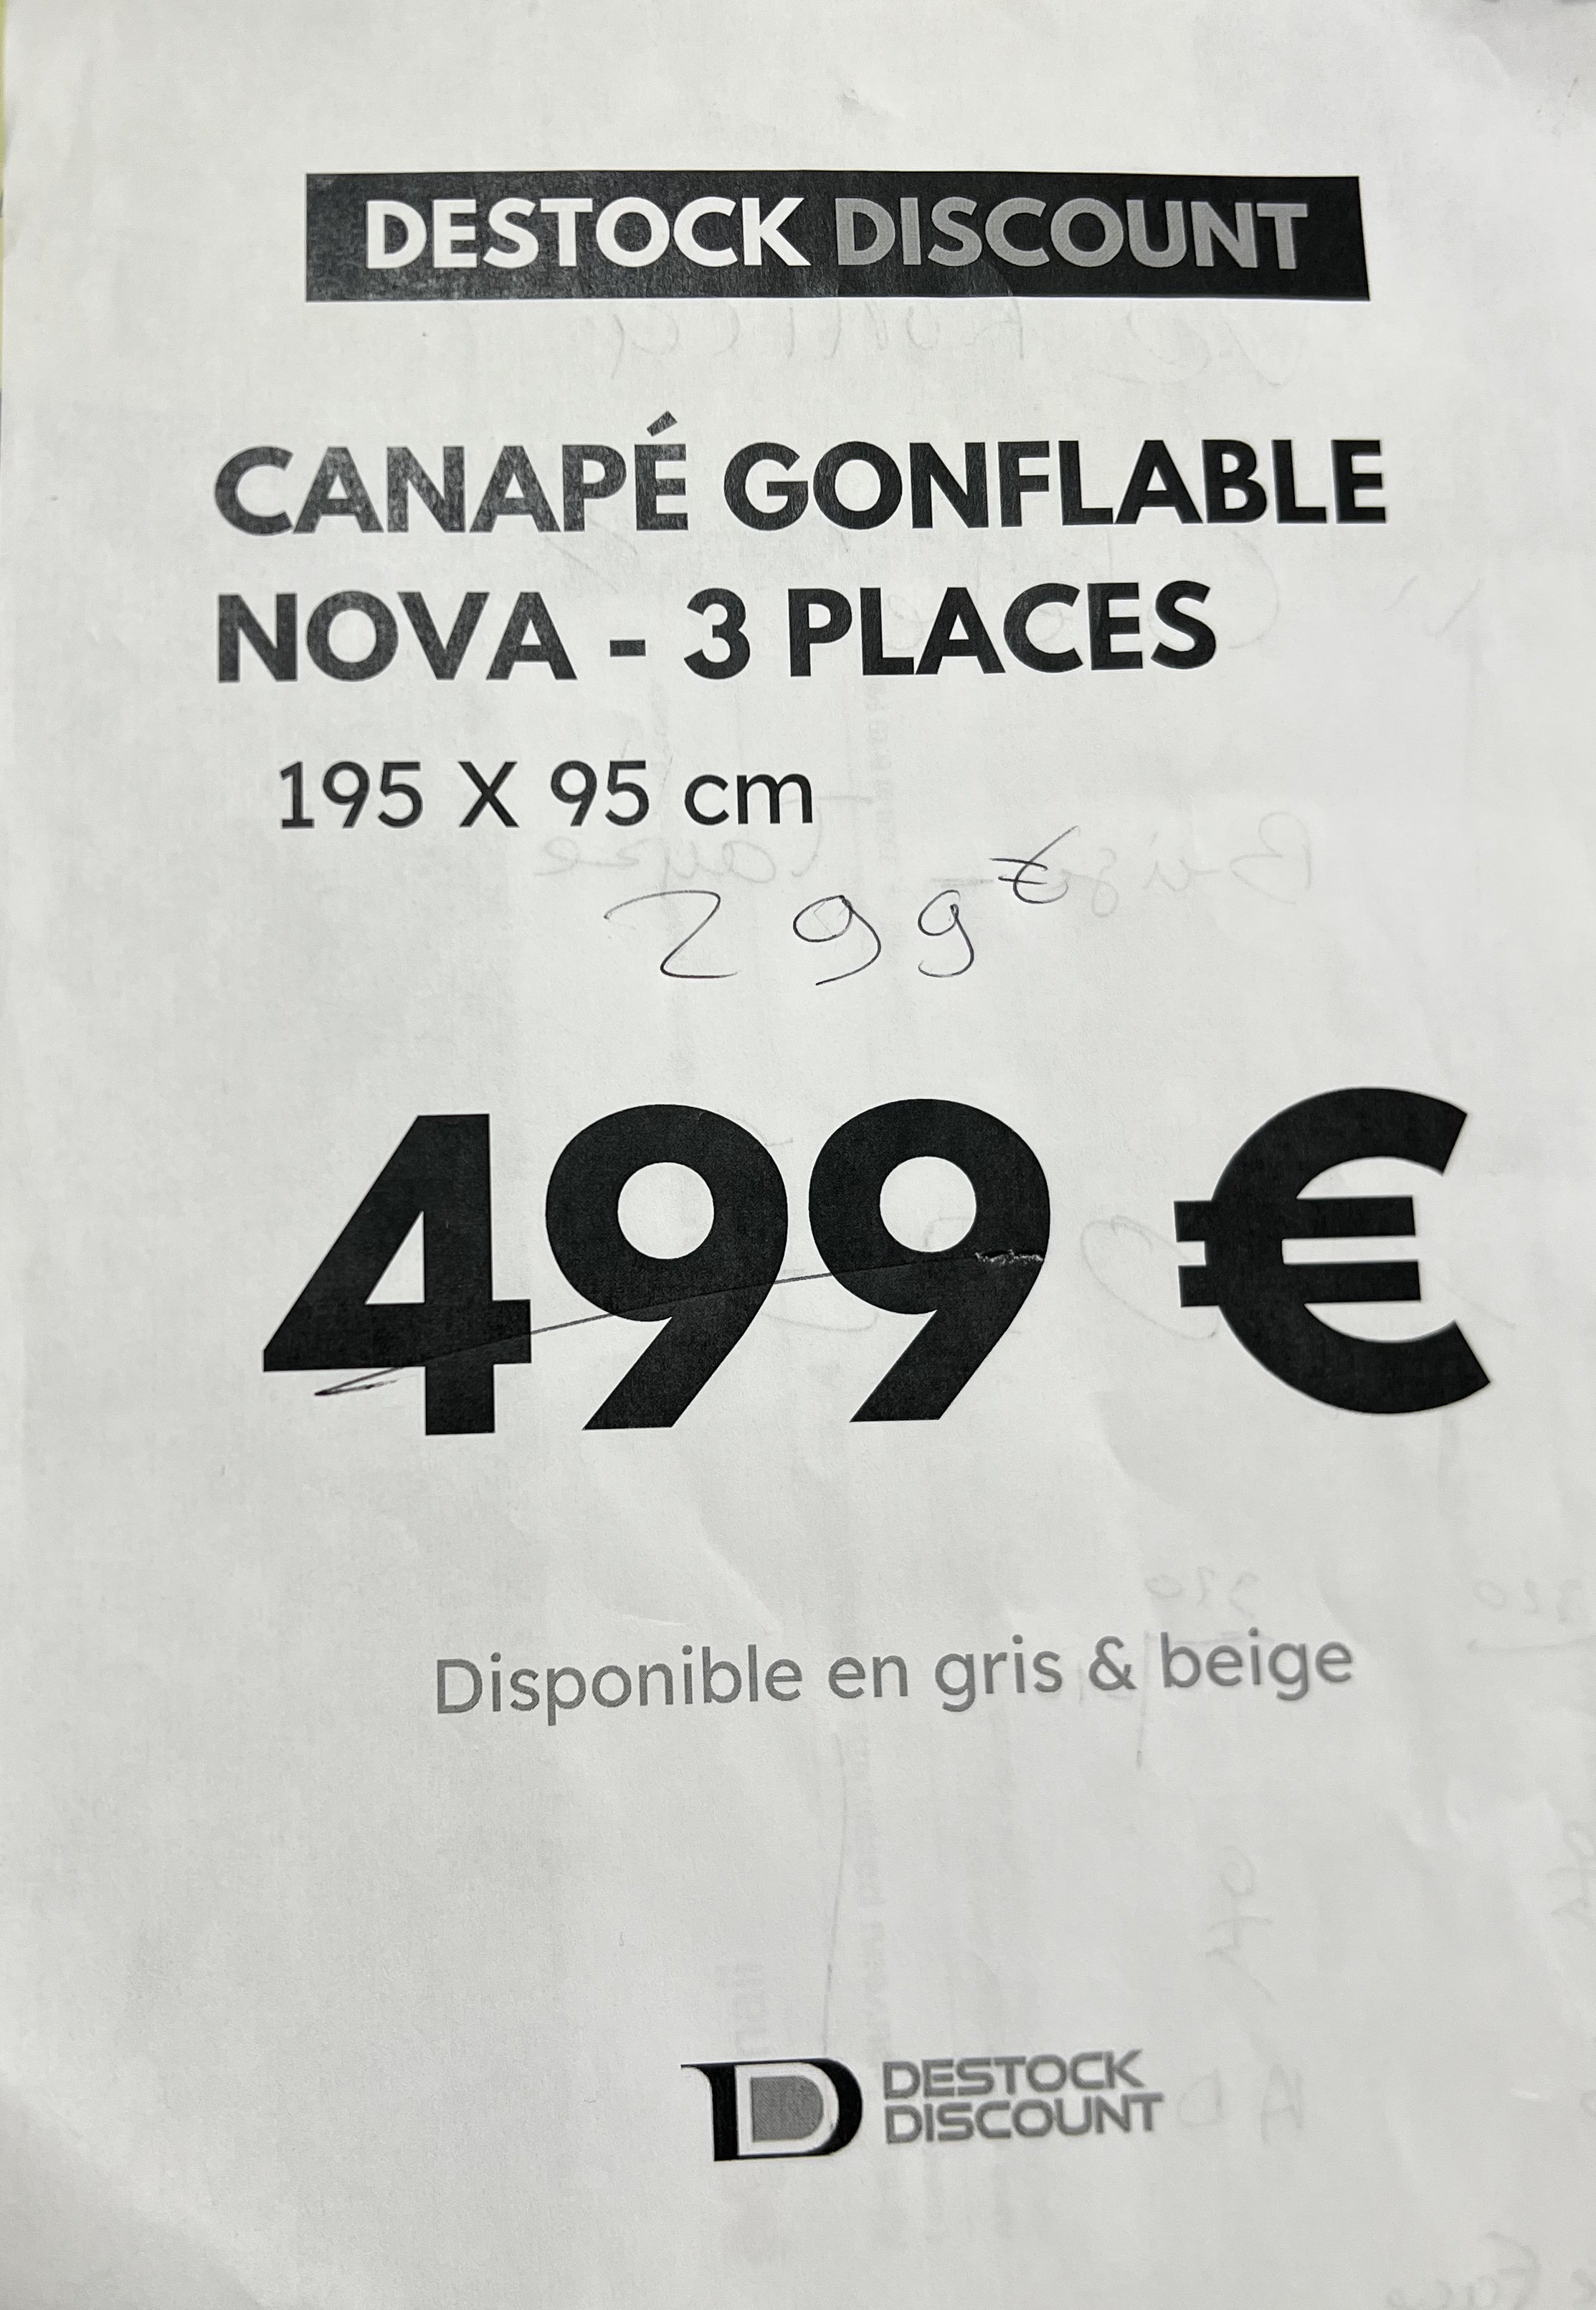 DESTOCK DISCOUNT
CANAPÉ GONFLABLE
NOVA - 3 PLACES
195 X 95 cm
299€
499 €
Disponible en gris & beige
DESTOCK
DISCOUNT